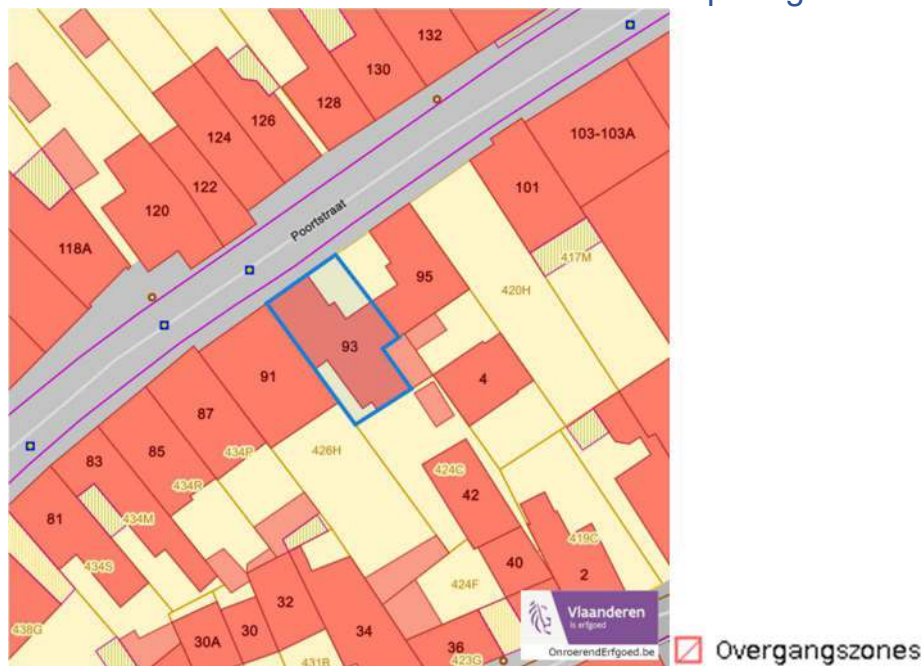 132
130
128
126
124
122
120
118A
Poortstraat
103-103A
101
417M
95
420H
93
91
4
87
434P
426H
85
434R
83
434M
424C
42
81
434S
419C
40
2
424F
32
30
30A
34
36
438G
431B
423G
Vlaanderen
is erfgoed
OnroerendErfgoed.be
Overgangszones